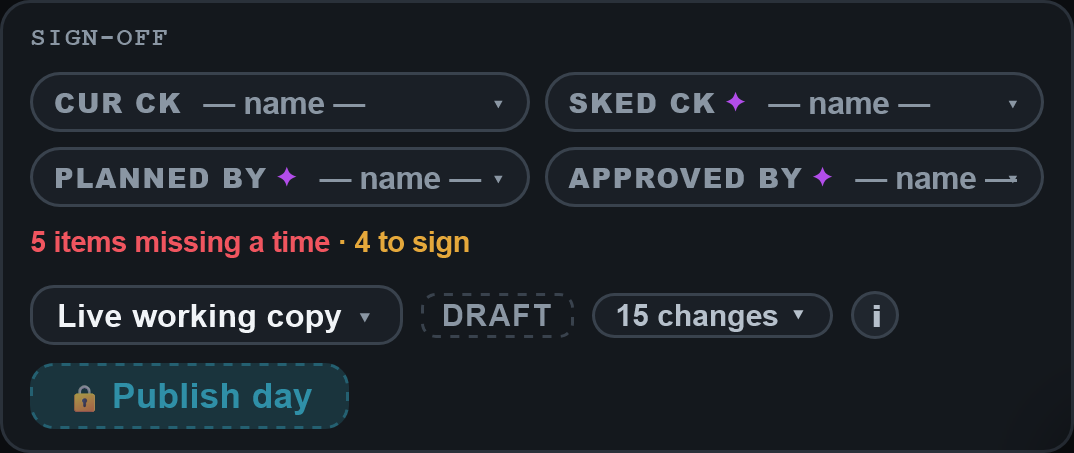 SIGN-OFF
CUR CK — name — ▾ SKED CK ✦ — name — ▾
PLANNED BY ✦ — name — ▾ APPROVED BY ✦ — name — ▾
5 items missing a time · 4 to sign
Live working copy ▾ DRAFT 15 changes ▾ i
🔒 Publish day